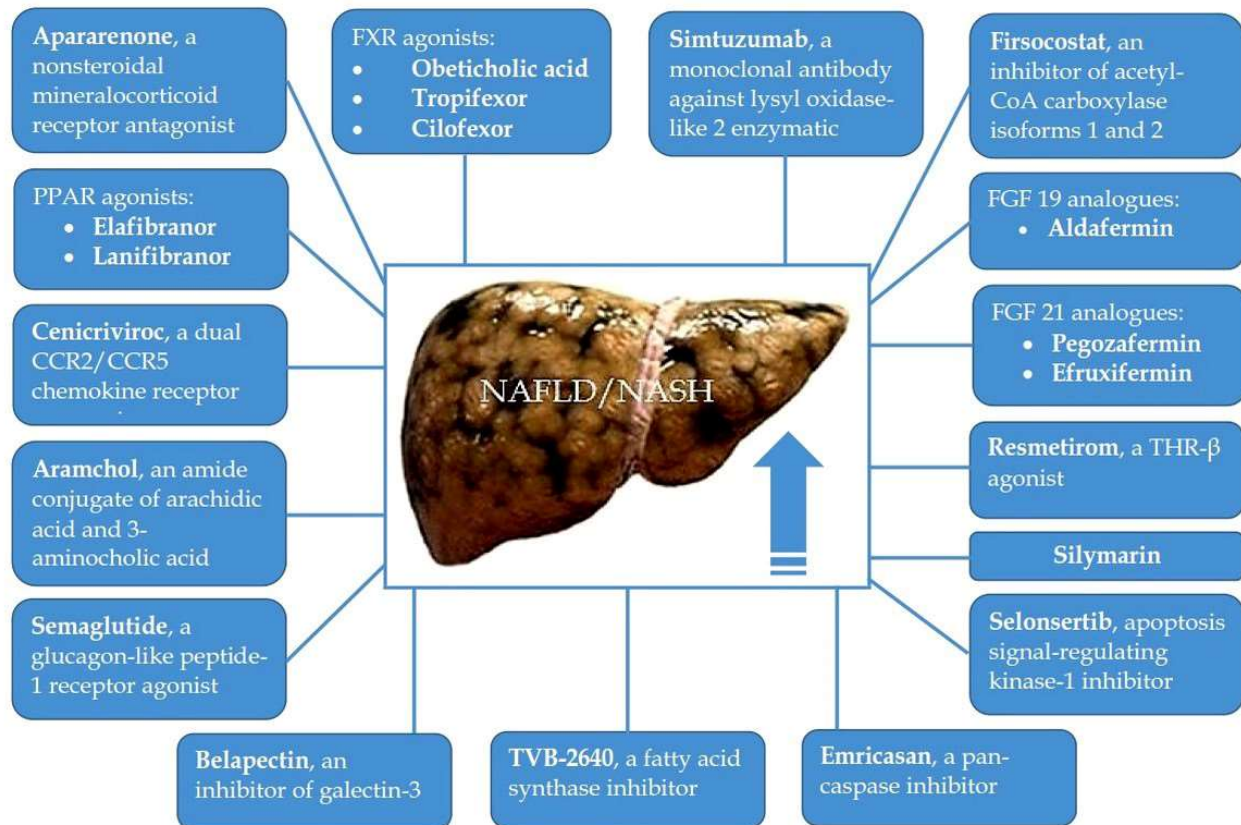 Apararenone, a
nonsteroidal
mineralocorticoid
receptor antagonist
FXR agonists:
• Obeticholic acid
• Tropifexor
• Cilofexor
Simtuzumab, a
monoclonal antibody
against lysyl oxidase-
like 2 enzymatic
Firsocostat, an
inhibitor of acetyl-
CoA carboxylase
isoforms 1 and 2
PPAR agonists:
• Elafibranor
• Lanifibranor
FGF 19 analogues:
• Aldafermin
Cenicriviroc, a dual
CCR2/CCR5
chemokine receptor
FGF 21 analogues:
• Pegozafermin
• Efruxifermin
NAFLD/NASH
Aramchol, an amide
conjugate of arachidic
acid and 3-
aminocholic acid
Resmetirom, a THR-β
agonist
Silymarin
Semaglutide, a
glucagon-like peptide-
1 receptor agonist
Selonsertib, apoptosis
signal-regulating
kinase-1 inhibitor
Belapectin, an
inhibitor of galectin-3
TVB-2640, a fatty acid
synthase inhibitor
Emricasan, a pan-
caspase inhibitor